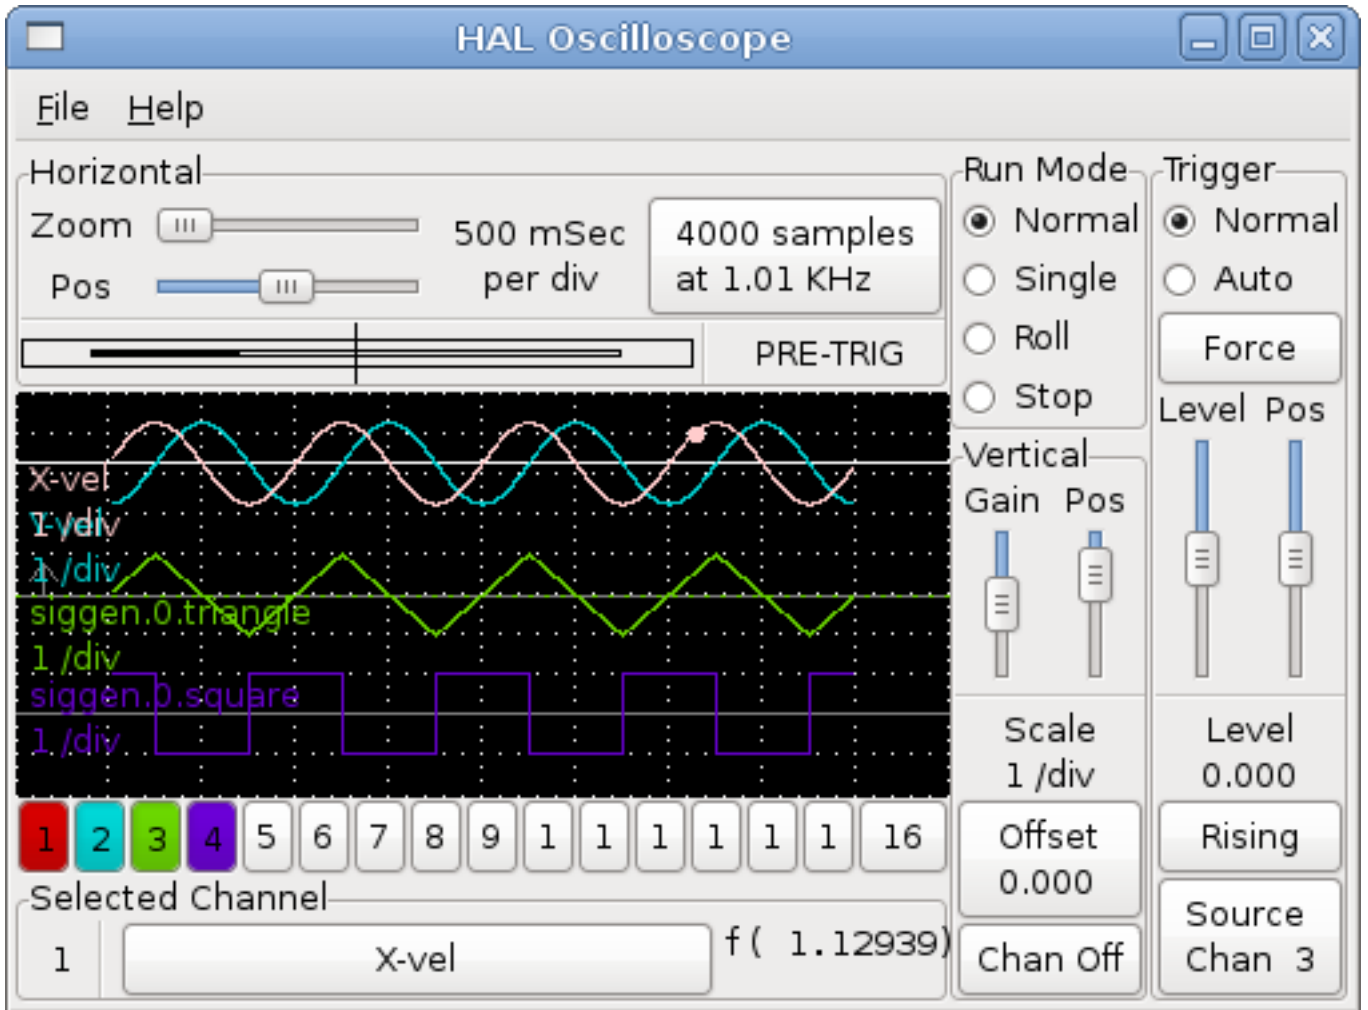 HAL Oscilloscope
File Help
Horizontal
Zoom
Pos
500 mSec
per div
4000 samples
at 1.01 KHz
PRE-TRIG
Run Mode
Normal
Single
Roll
Stop
Trigger
Normal
Auto
Force
Level Pos
Vertical
Gain Pos
Scale
1 /div
Offset
0.000
Chan Off
Level
0.000
Rising
Source
Chan 3
X-vel
1 /div
Y-vel
1 /div
siggen.0.triangle
1 /div
siggen.0.square
1 /div
1 2 3 4 5 6 7 8 9 1 1 1 1 1 1 16
Selected Channel
1 X-vel f( 1.12939)